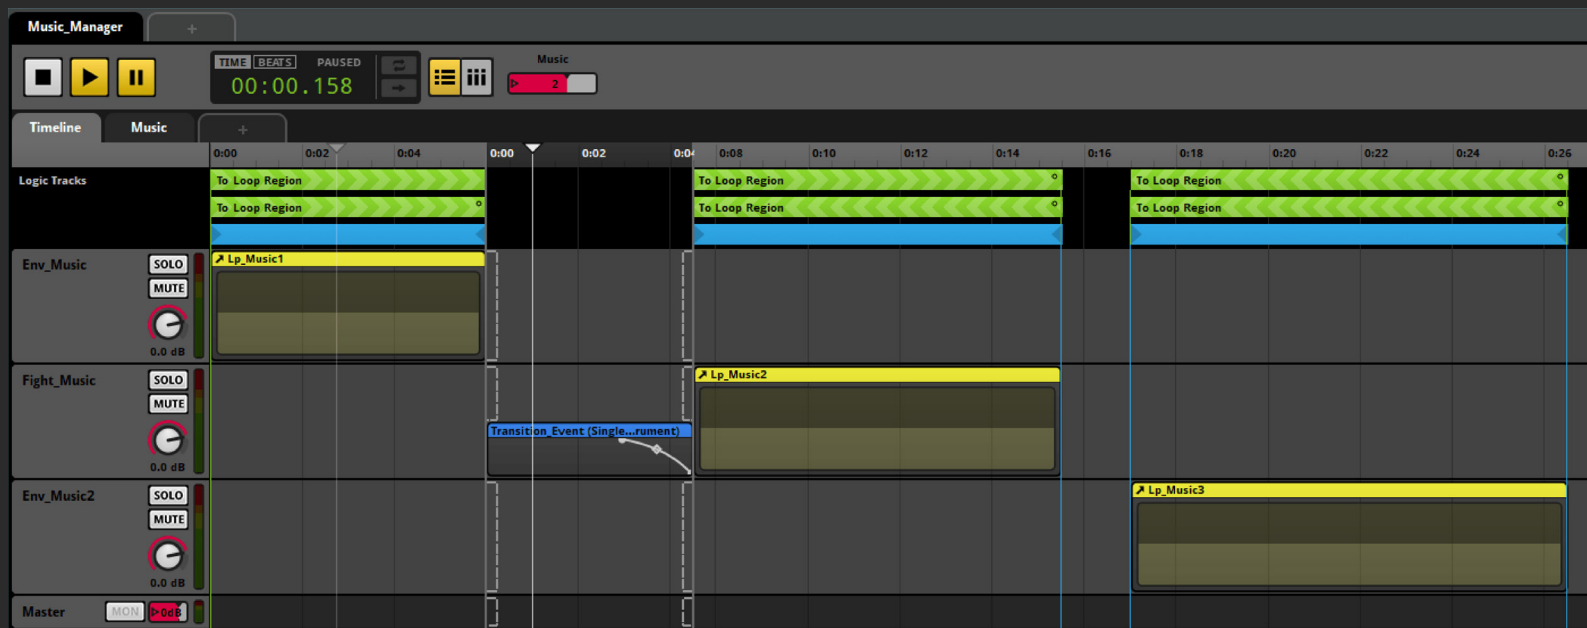 Music_Manager
+
TIME BEATS PAUSED
00:00.158
Music
2
Timeline Music +
0:00 0:02 0:04 0:00 0:02 0:04 0:08 0:10 0:12 0:14 0:16 0:18 0:20 0:22 0:24 0:26
Logic Tracks
To Loop Region To Loop Region To Loop Region
To Loop Region To Loop Region To Loop Region
Env_Music SOLO MUTE 0.0 dB
Lp_Music1
Fight_Music SOLO MUTE 0.0 dB
Transition_Event (Single...rument)
Lp_Music2
Env_Music2 SOLO MUTE 0.0 dB
Lp_Music3
Master MON 0dB